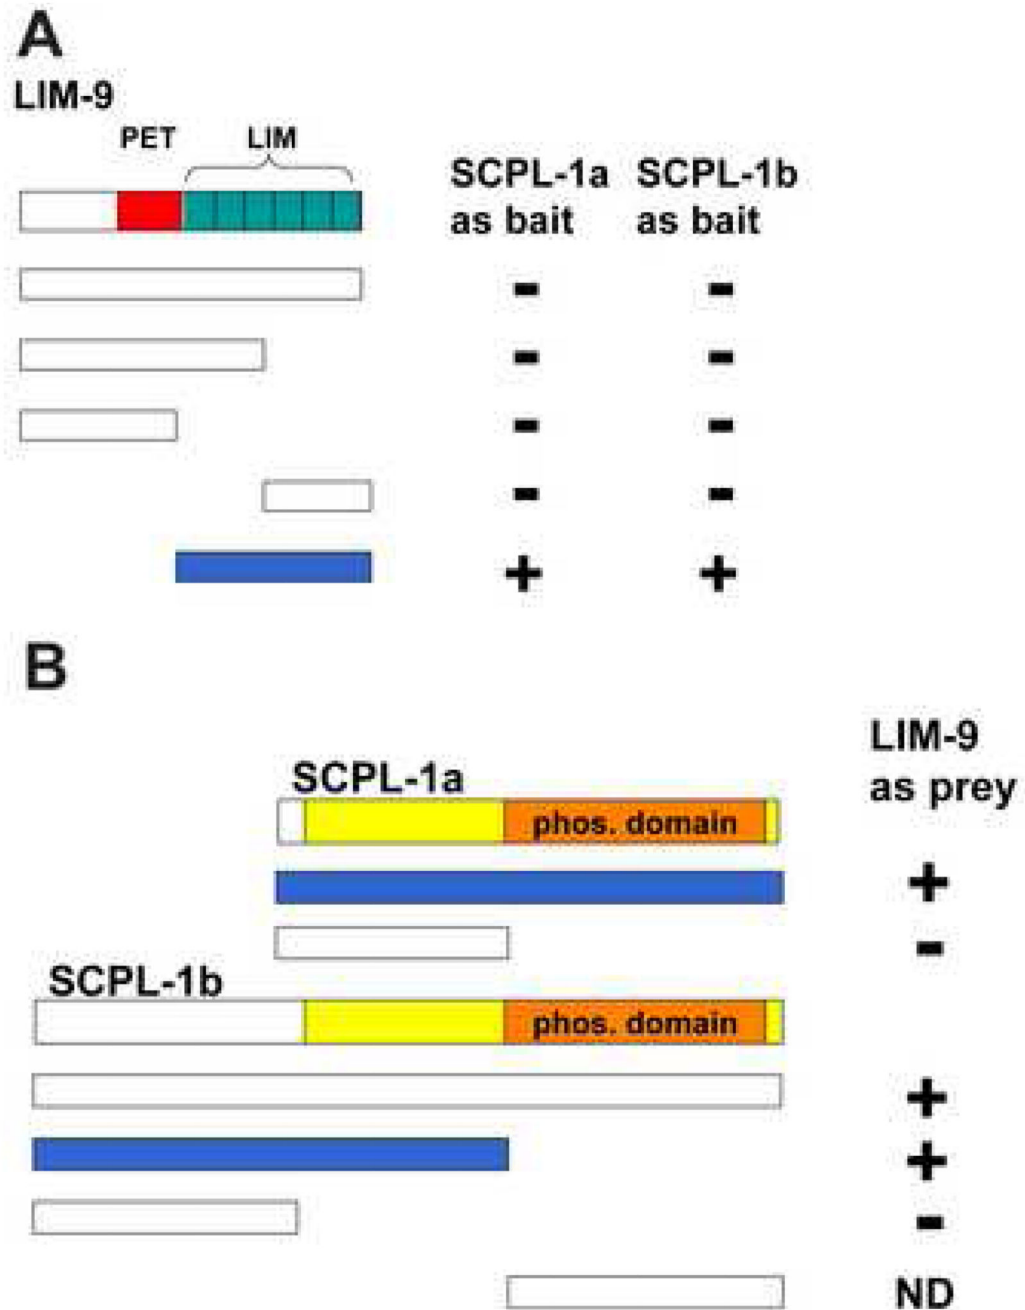 A
LIM-9
PET LIM
SCPL-1a SCPL-1b
as bait as bait
- -
- -
- -
- -
+ +
B
LIM-9
as prey
SCPL-1a
phos. domain
+
-
SCPL-1b
phos. domain
+
+
-
ND